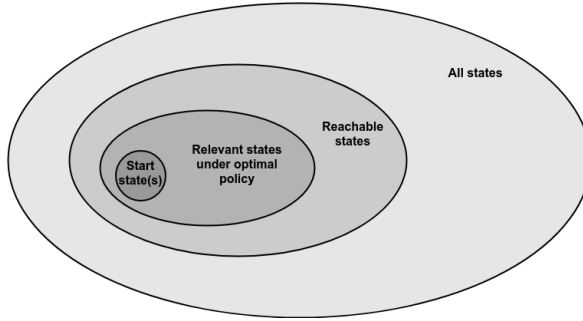 All states
Reachable
states
Relevant states
under optimal
policy
Start
state(s)